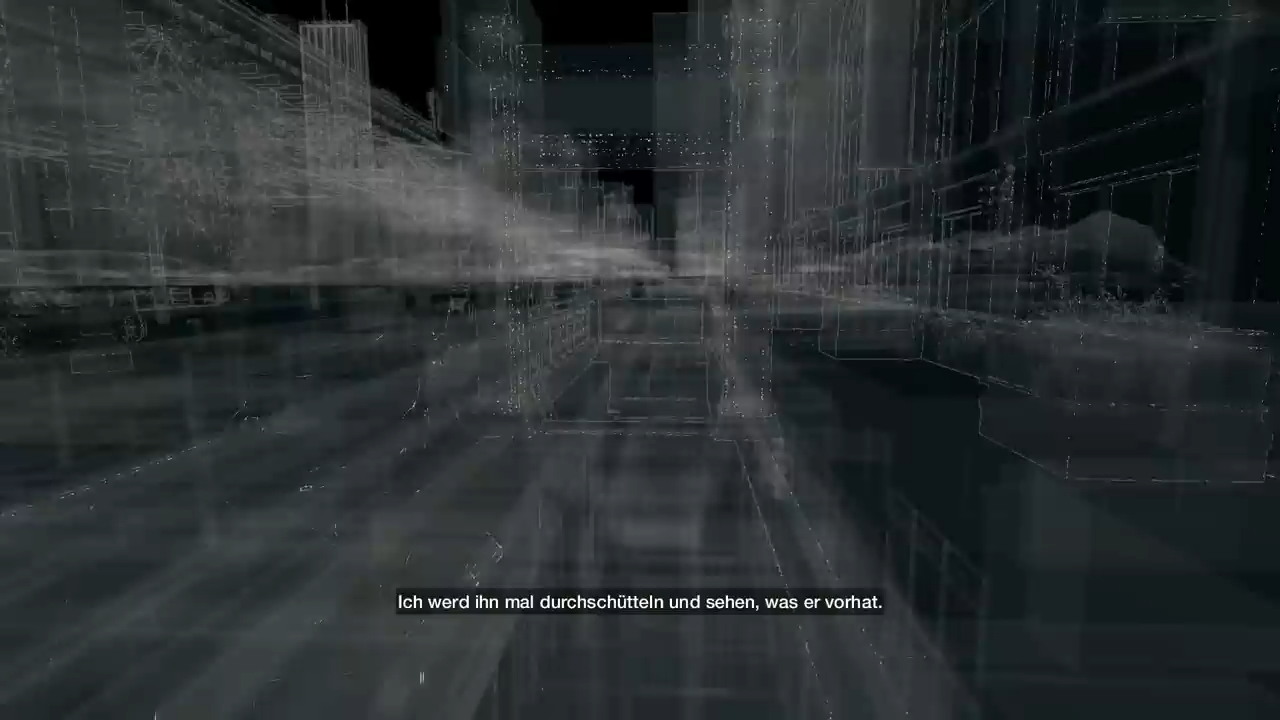 Ich werd ihn mal durchschütteln und sehen, was er vorhat.